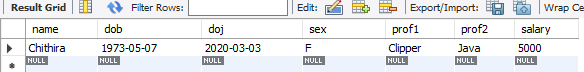 Result Grid Filter Rows: Edit: Export/Import: Wrap Ce
name dob doj sex prof1 prof2 salary
Chithira 1973-05-07 2020-03-03 F Clipper Java 5000
NULL NULL NULL NULL NULL NULL NULL